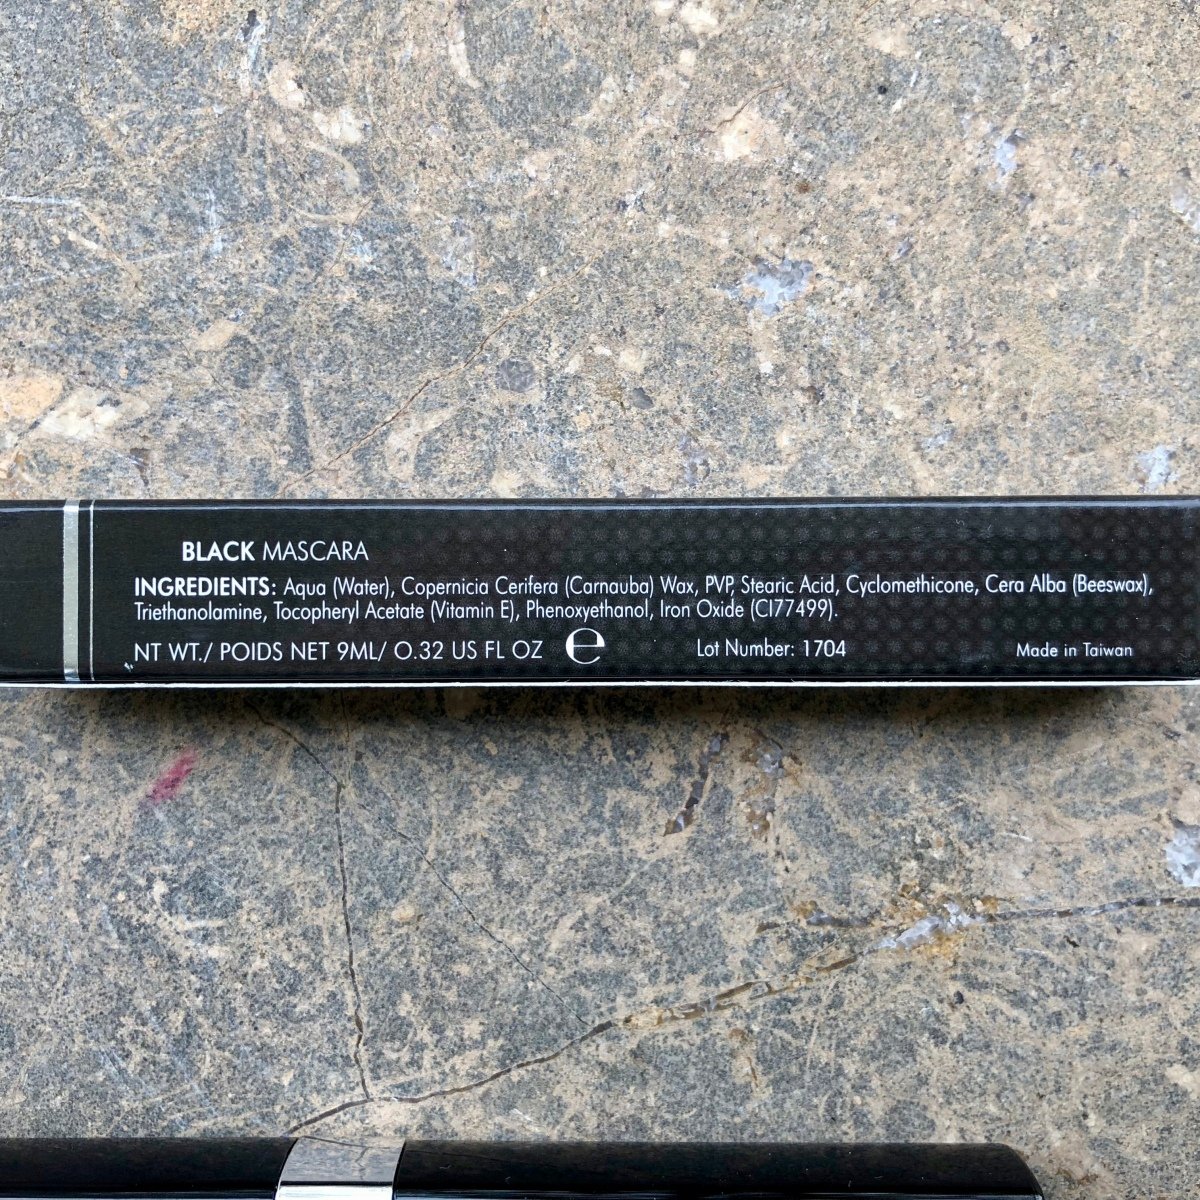 BLACK MASCARA
INGREDIENTS: Aqua (Water), Copernicia Cerifera (Carnauba) Wax, PVP, Stearic Acid, Cyclomethicone, Cera Alba (Beeswax),
Triethanolamine, Tocopheryl Acetate (Vitamin E), Phenoxyethanol, Iron Oxide (CI77499).
NT WT./ POIDS NET 9ML/ O.32 US FL OZ ℮ Lot Number: 1704 Made in Taiwan